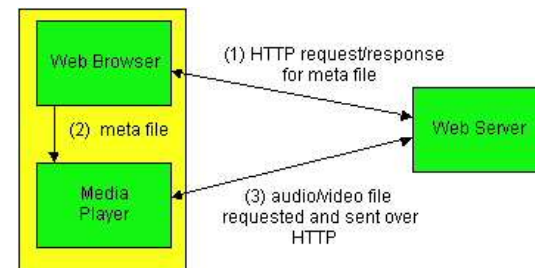 Web Browser
(1) HTTP request/response
for meta file
(2) meta file
Web Server
Media
Player
(3) audio/video file
requested and sent over
HTTP